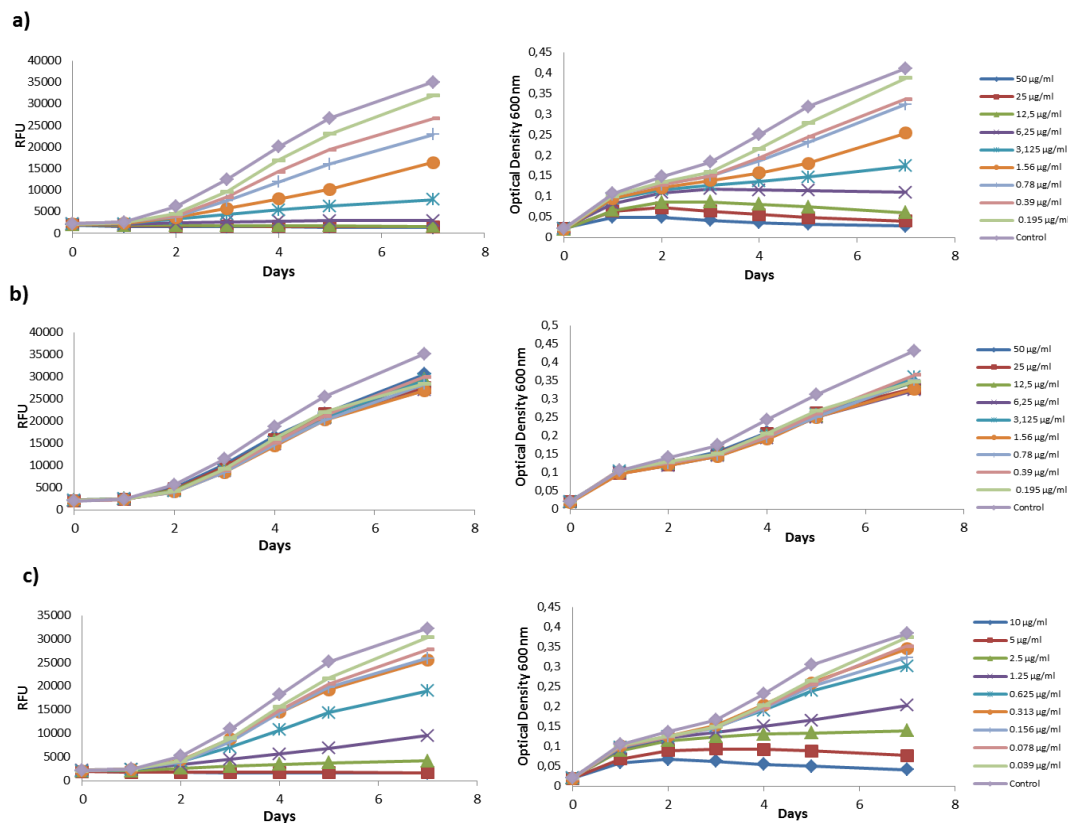 a)
RFU
40000
35000
30000
25000
20000
15000
10000
5000
0
0 2 4 6 8
Days
Optical Density 600nm
0,45
0,4
0,35
0,3
0,25
0,2
0,15
0,1
0,05
0
0 2 4 6 8
Days
50 µg/ml
25 µg/ml
12,5 µg/ml
6,25 µg/ml
3,125 µg/ml
1.56 µg/ml
0.78 µg/ml
0.39 µg/ml
0.195 µg/ml
Control
b)
RFU
40000
35000
30000
25000
20000
15000
10000
5000
0
0 2 4 6 8
Days
Optical Density 600nm
0,5
0,45
0,4
0,35
0,3
0,25
0,2
0,15
0,1
0,05
0
0 2 4 6 8
Days
50 µg/ml
25 µg/ml
12,5 µg/ml
6,25 µg/ml
3,125 µg/ml
1.56 µg/ml
0.78 µg/ml
0.39 µg/ml
0.195 µg/ml
Control
c)
RFU
35000
30000
25000
20000
15000
10000
5000
0
0 2 4 6 8
Days
Optical Density 600nm
0,45
0,4
0,35
0,3
0,25
0,2
0,15
0,1
0,05
0
0 2 4 6 8
Days
10 µg/ml
5 µg/ml
2.5 µg/ml
1.25 µg/ml
0.625 µg/ml
0.313 µg/ml
0.156 µg/ml
0.078 µg/ml
0.039 µg/ml
Control